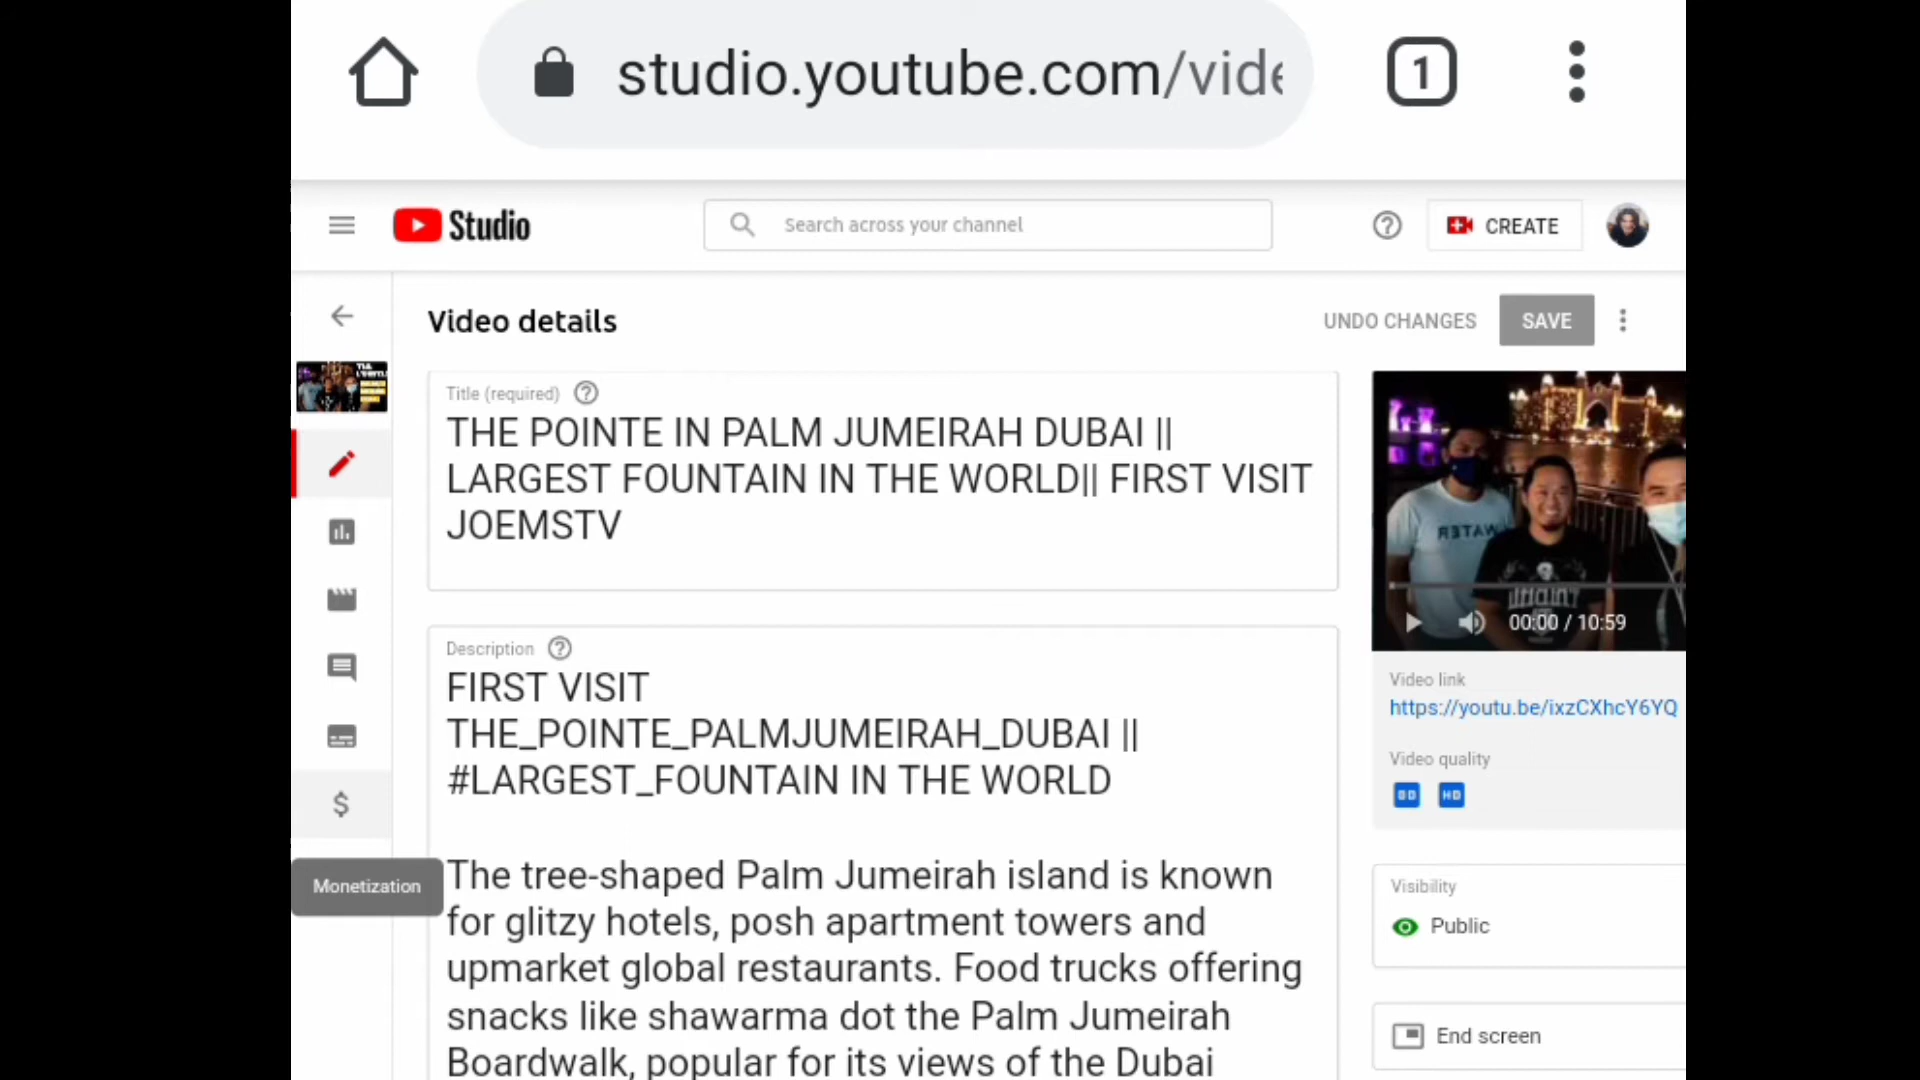 studio.youtube.com/vide
1
Studio
Search across your channel
CREATE
Video details
UNDO CHANGES
SAVE
Title (required)
THE POINTE IN PALM JUMEIRAH DUBAI ||
LARGEST FOUNTAIN IN THE WORLD|| FIRST VISIT
JOEMSTV
00:00 / 10:59
Description
FIRST VISIT
THE_POINTE_PALMJUMEIRAH_DUBAI ||
#LARGEST_FOUNTAIN IN THE WORLD
The tree-shaped Palm Jumeirah island is known
for glitzy hotels, posh apartment towers and
upmarket global restaurants. Food trucks offering
snacks like shawarma dot the Palm Jumeirah
Boardwalk, popular for its views of the Dubai
Monetization
Video link
https://youtu.be/ixzCXhcY6YQ
Video quality
HD
Visibility
Public
End screen